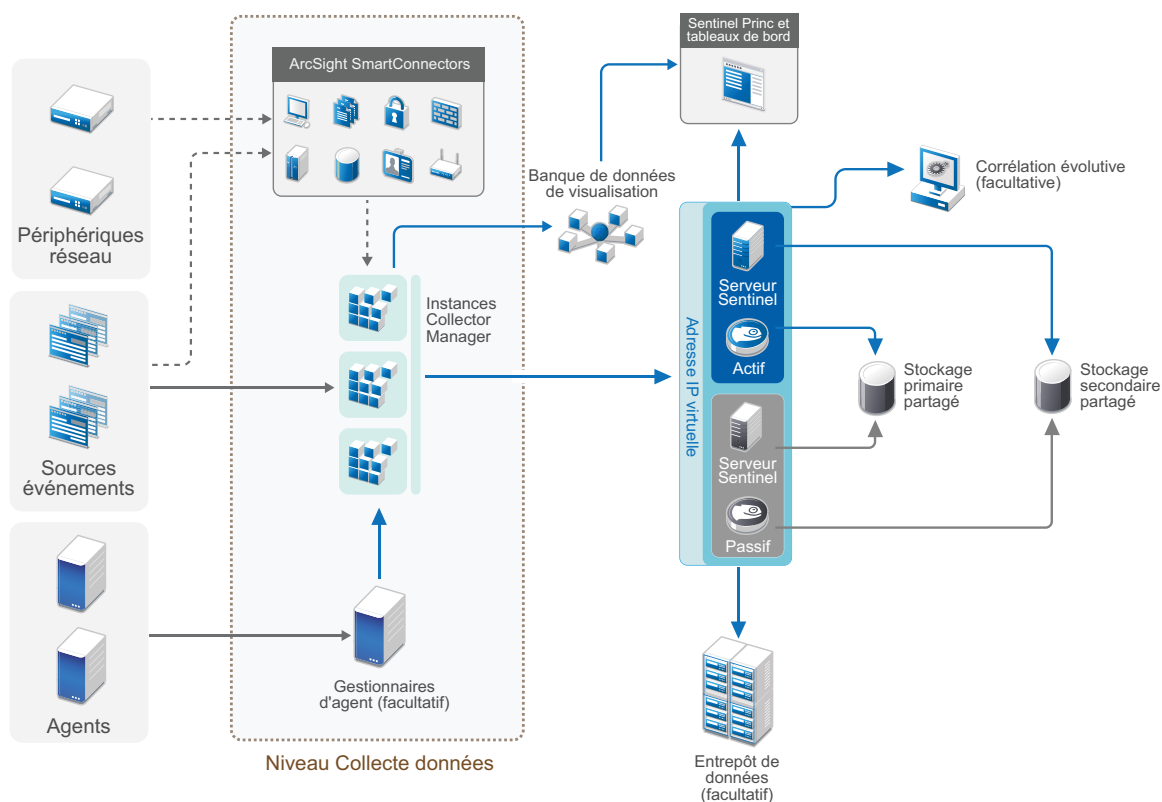 Sentinel Princ et
tableaux de bord
ArcSight SmartConnectors
Périphériques
réseau
Banque de données
de visualisation
Corrélation évolutive
(facultative)
Instances
Collector
Manager
Adresse IP virtuelle
Serveur
Sentinel
Actif
Stockage
primaire
partagé
Stockage
secondaire
partagé
Sources
événements
Serveur
Sentinel
Passif
Agents
Gestionnaires
d'agent (facultatif)
Niveau Collecte données
Entrepôt de
données
(facultatif)